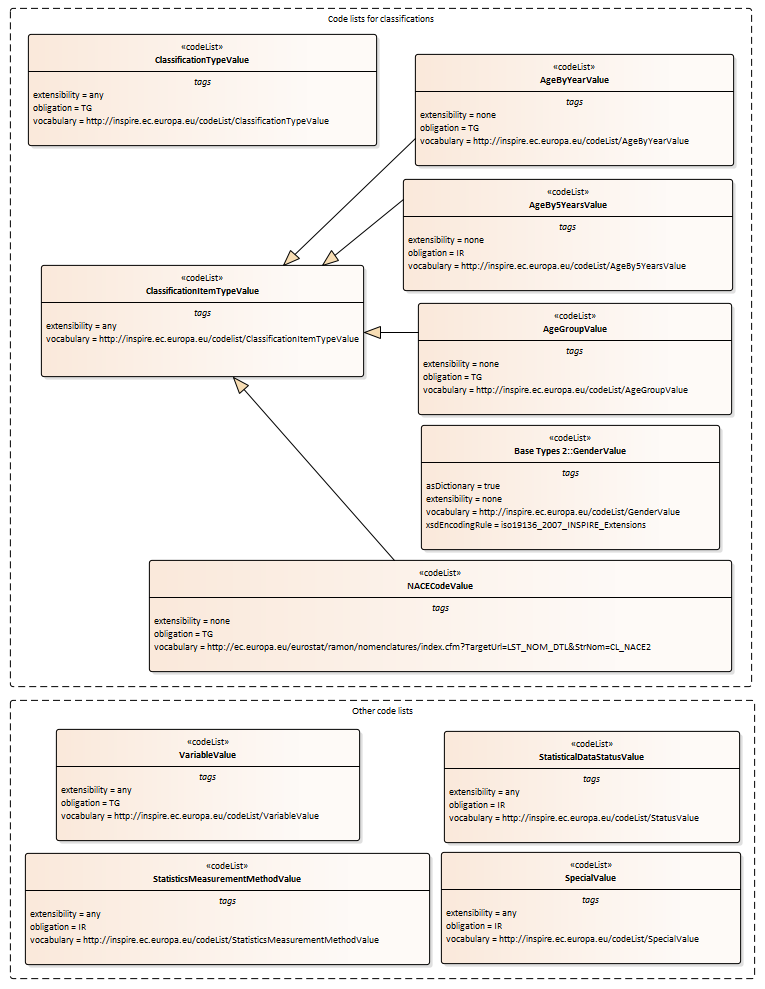 Code lists for classifications
«codeList»
ClassificationTypeValue
tags
extensibility = any
obligation = TG
vocabulary = http://inspire.ec.europa.eu/codeList/ClassificationTypeValue
«codeList»
AgeByYearValue
tags
extensibility = none
obligation = TG
vocabulary = http://inspire.ec.europa.eu/codeList/AgeByYearValue
«codeList»
AgeBy5YearsValue
tags
extensibility = none
obligation = IR
vocabulary = http://inspire.ec.europa.eu/codeList/AgeBy5YearsValue
«codeList»
ClassificationItemTypeValue
tags
extensibility = any
vocabulary = http://inspire.ec.europa.eu/codelist/ClassificationItemTypeValue
«codeList»
AgeGroupValue
tags
extensibility = none
obligation = TG
vocabulary = http://inspire.ec.europa.eu/codeList/AgeGroupValue
«codeList»
Base Types 2::GenderValue
tags
asDictionary = true
extensibility = none
vocabulary = http://inspire.ec.europa.eu/codeList/GenderValue
xsdEncodingRule = iso19136_2007_INSPIRE_Extensions
«codeList»
NACECodeValue
tags
extensibility = none
obligation = TG
vocabulary = http://ec.europa.eu/eurostat/ramon/nomenclatures/index.cfm?TargetUrl=LST_NOM_DTL&StrNom=CL_NACE2
Other code lists
«codeList»
VariableValue
tags
extensibility = any
obligation = TG
vocabulary = http://inspire.ec.europa.eu/codeList/VariableValue
«codeList»
StatisticalDataStatusValue
tags
extensibility = any
obligation = IR
vocabulary = http://inspire.ec.europa.eu/codeList/StatusValue
«codeList»
StatisticsMeasurementMethodValue
tags
extensibility = any
obligation = IR
vocabulary = http://inspire.ec.europa.eu/codeList/StatisticsMeasurementMethodValue
«codeList»
SpecialValue
tags
extensibility = any
obligation = IR
vocabulary = http://inspire.ec.europa.eu/codeList/SpecialValue